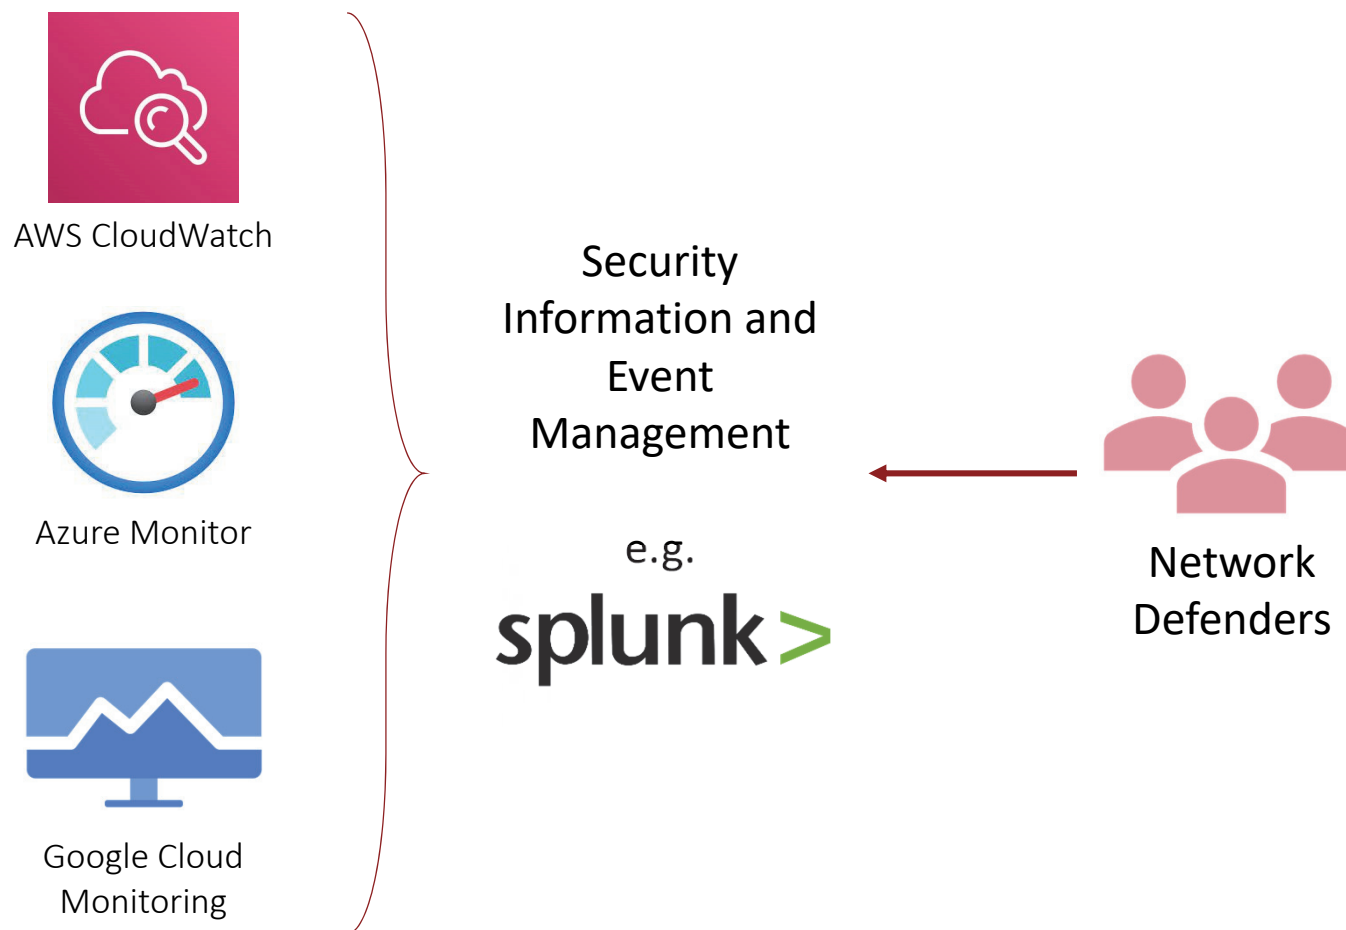 AWS CloudWatch
Azure Monitor
Google Cloud
Monitoring
Security
Information and
Event
Management
e.g.
splunk>
Network
Defenders